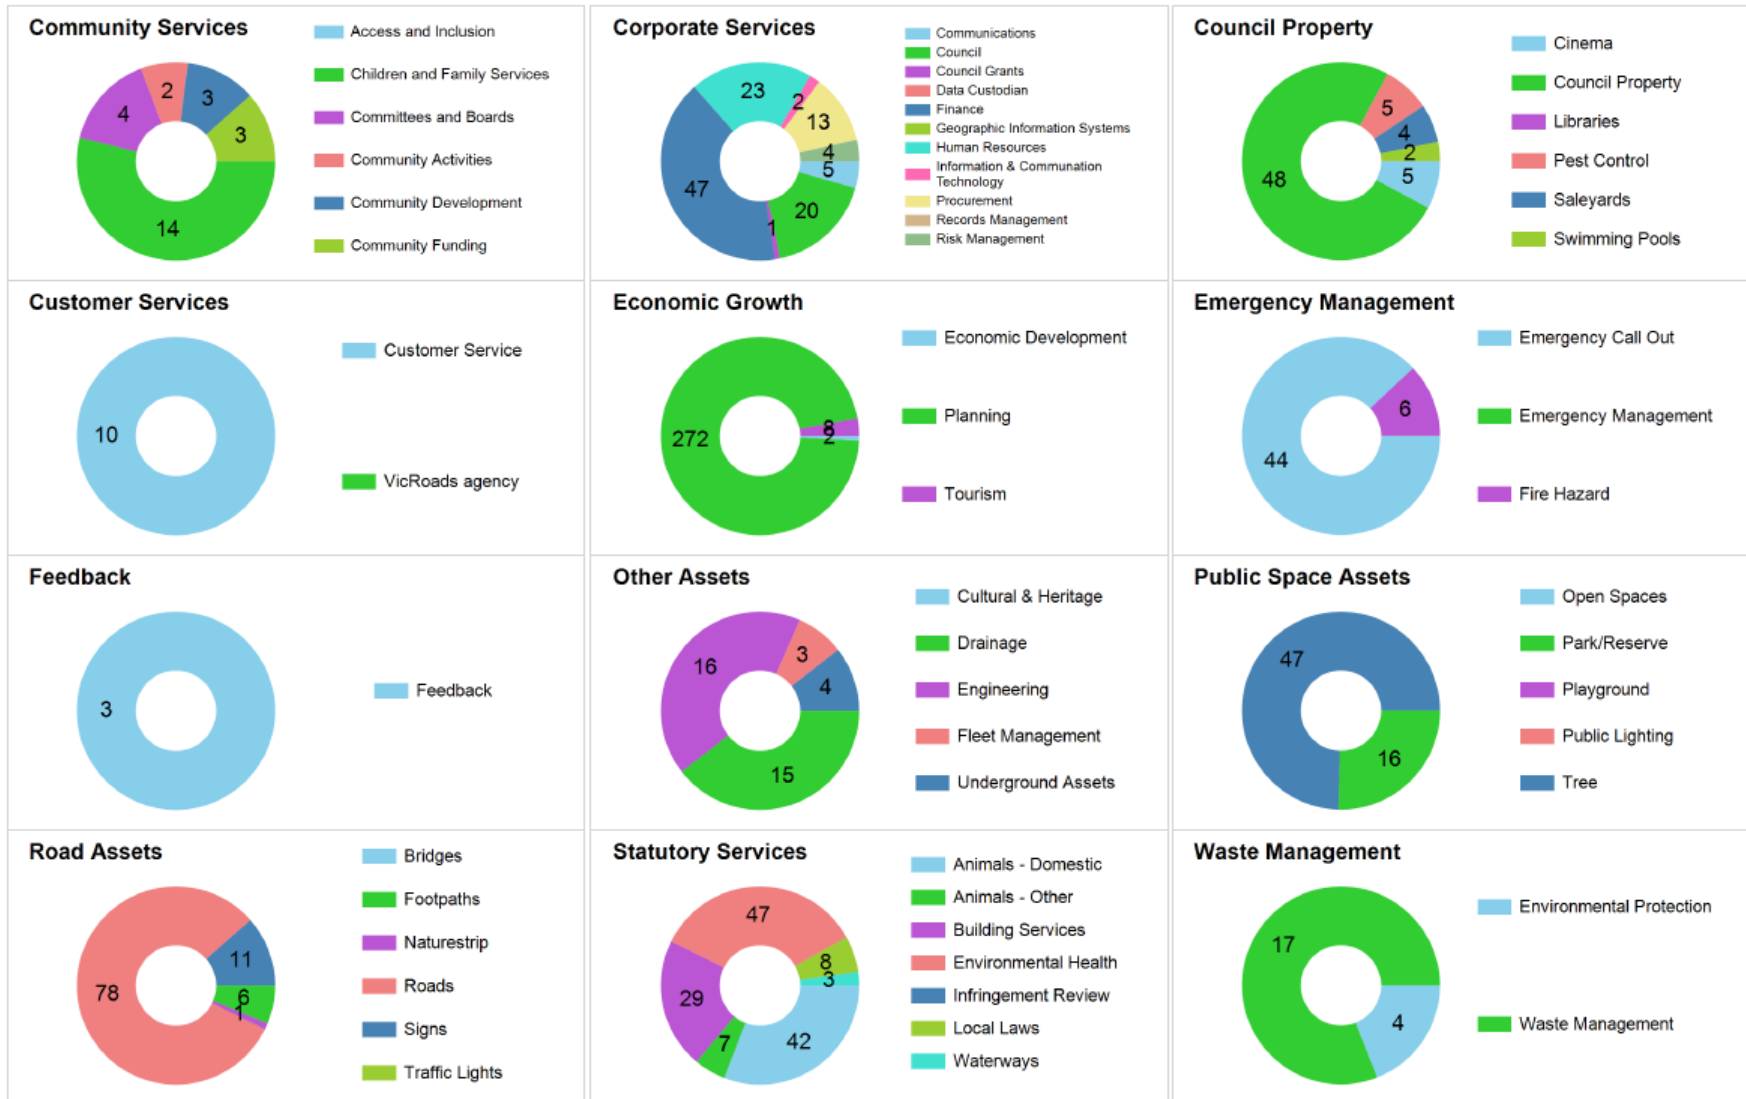 Community Services
Access and Inclusion
Children and Family Services
Committees and Boards
Community Activities
Community Development
Community Funding
2
3
4
3
14
Corporate Services
Communications
Council
Council Grants
Data Custodian
Finance
Geographic Information Systems
Human Resources
Information & Communation
Technology
Procurement
Records Management
Risk Management
23
2
13
4
5
47
20
1
Council Property
Cinema
Council Property
Libraries
Pest Control
Saleyards
Swimming Pools
5
4
2
5
48
Customer Services
Customer Service
VicRoads agency
10
Economic Growth
Economic Development
Planning
Tourism
272
8
2
Emergency Management
Emergency Call Out
Emergency Management
Fire Hazard
6
44
Feedback
Feedback
3
Other Assets
Cultural & Heritage
Drainage
Engineering
Fleet Management
Underground Assets
16
3
4
15
Public Space Assets
Open Spaces
Park/Reserve
Playground
Public Lighting
Tree
47
16
Road Assets
Bridges
Footpaths
Naturestrip
Roads
Signs
Traffic Lights
11
78
6
1
Statutory Services
Animals - Domestic
Animals - Other
Building Services
Environmental Health
Infringement Review
Local Laws
Waterways
47
8
3
29
7
42
Waste Management
Environmental Protection
Waste Management
17
4